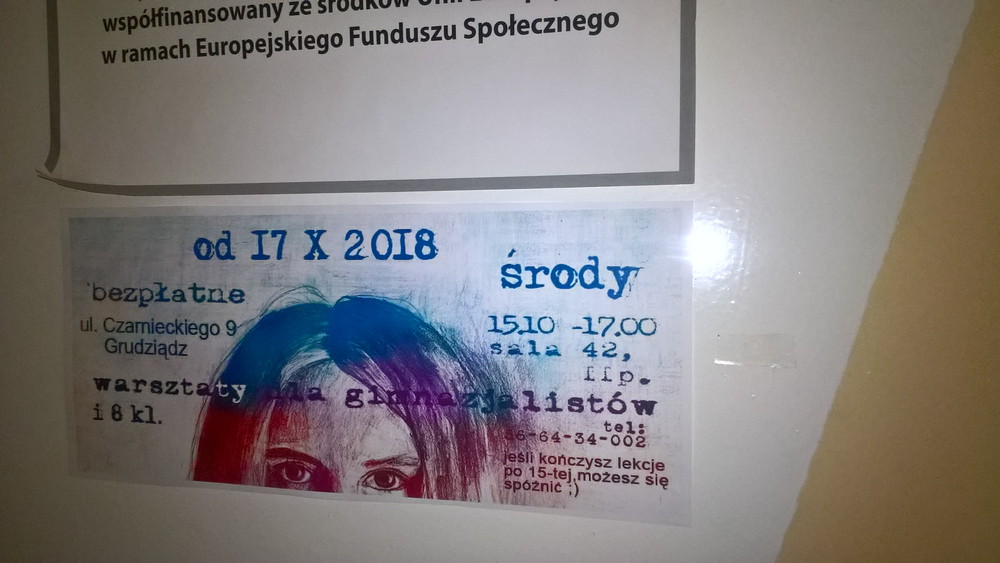 współfinansowany ze środków Unii
w ramach Europejskiego Funduszu Społecznego
od 17 X 2018
środy
bezpłatne
ul. Czarnieckiego 9
Grudziądz
15.10 -17.00
sala 42,
IIp.
warsztaty dla gimnazjalistów
i 8 kl.
tel:
56-64-34-002
jeśli kończysz lekcje
po 15-tej,możesz się
spóźnić ;)